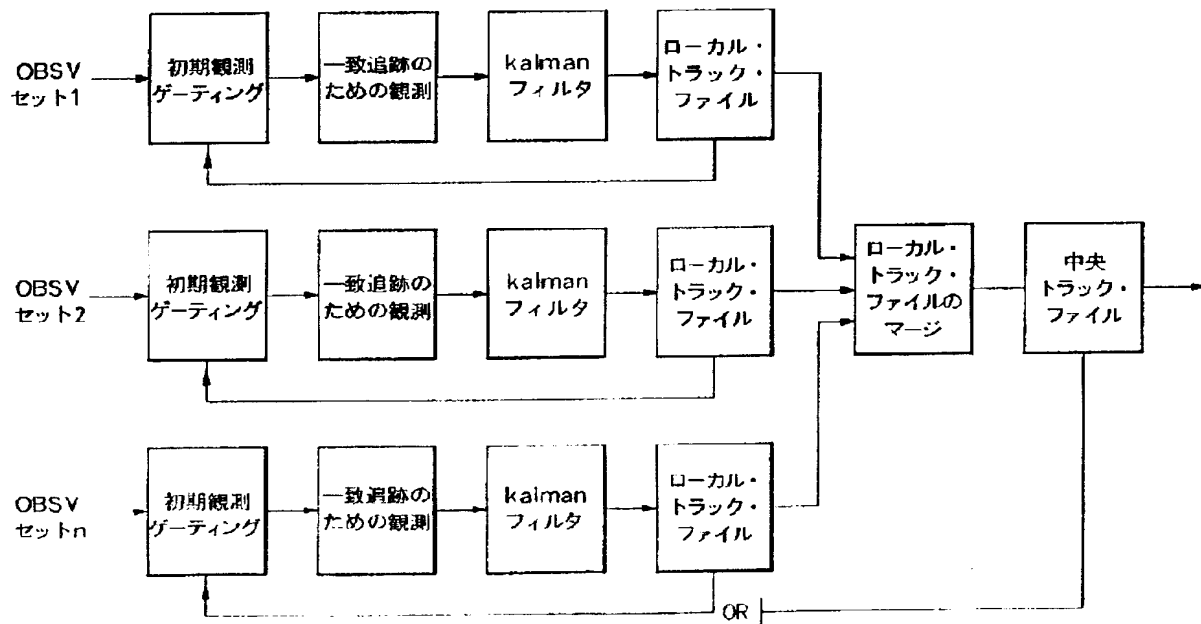 OBSV
セット1
初期観測
ゲーティング
一致追跡の
ための観測
kalman
フィルタ
ローカル・
トラック・
ファイル
OBSV
セット2
初期観測
ゲーティング
一致追跡の
ための観測
kalman
フィルタ
ローカル・
トラック・
ファイル
ローカル・
トラック・
ファイルの
マージ
中央
トラック・
ファイル
OBSV
セットn
初期観測
ゲーティング
一致追跡の
ための観測
kalman
フィルタ
ローカル・
トラック・
ファイル
OR